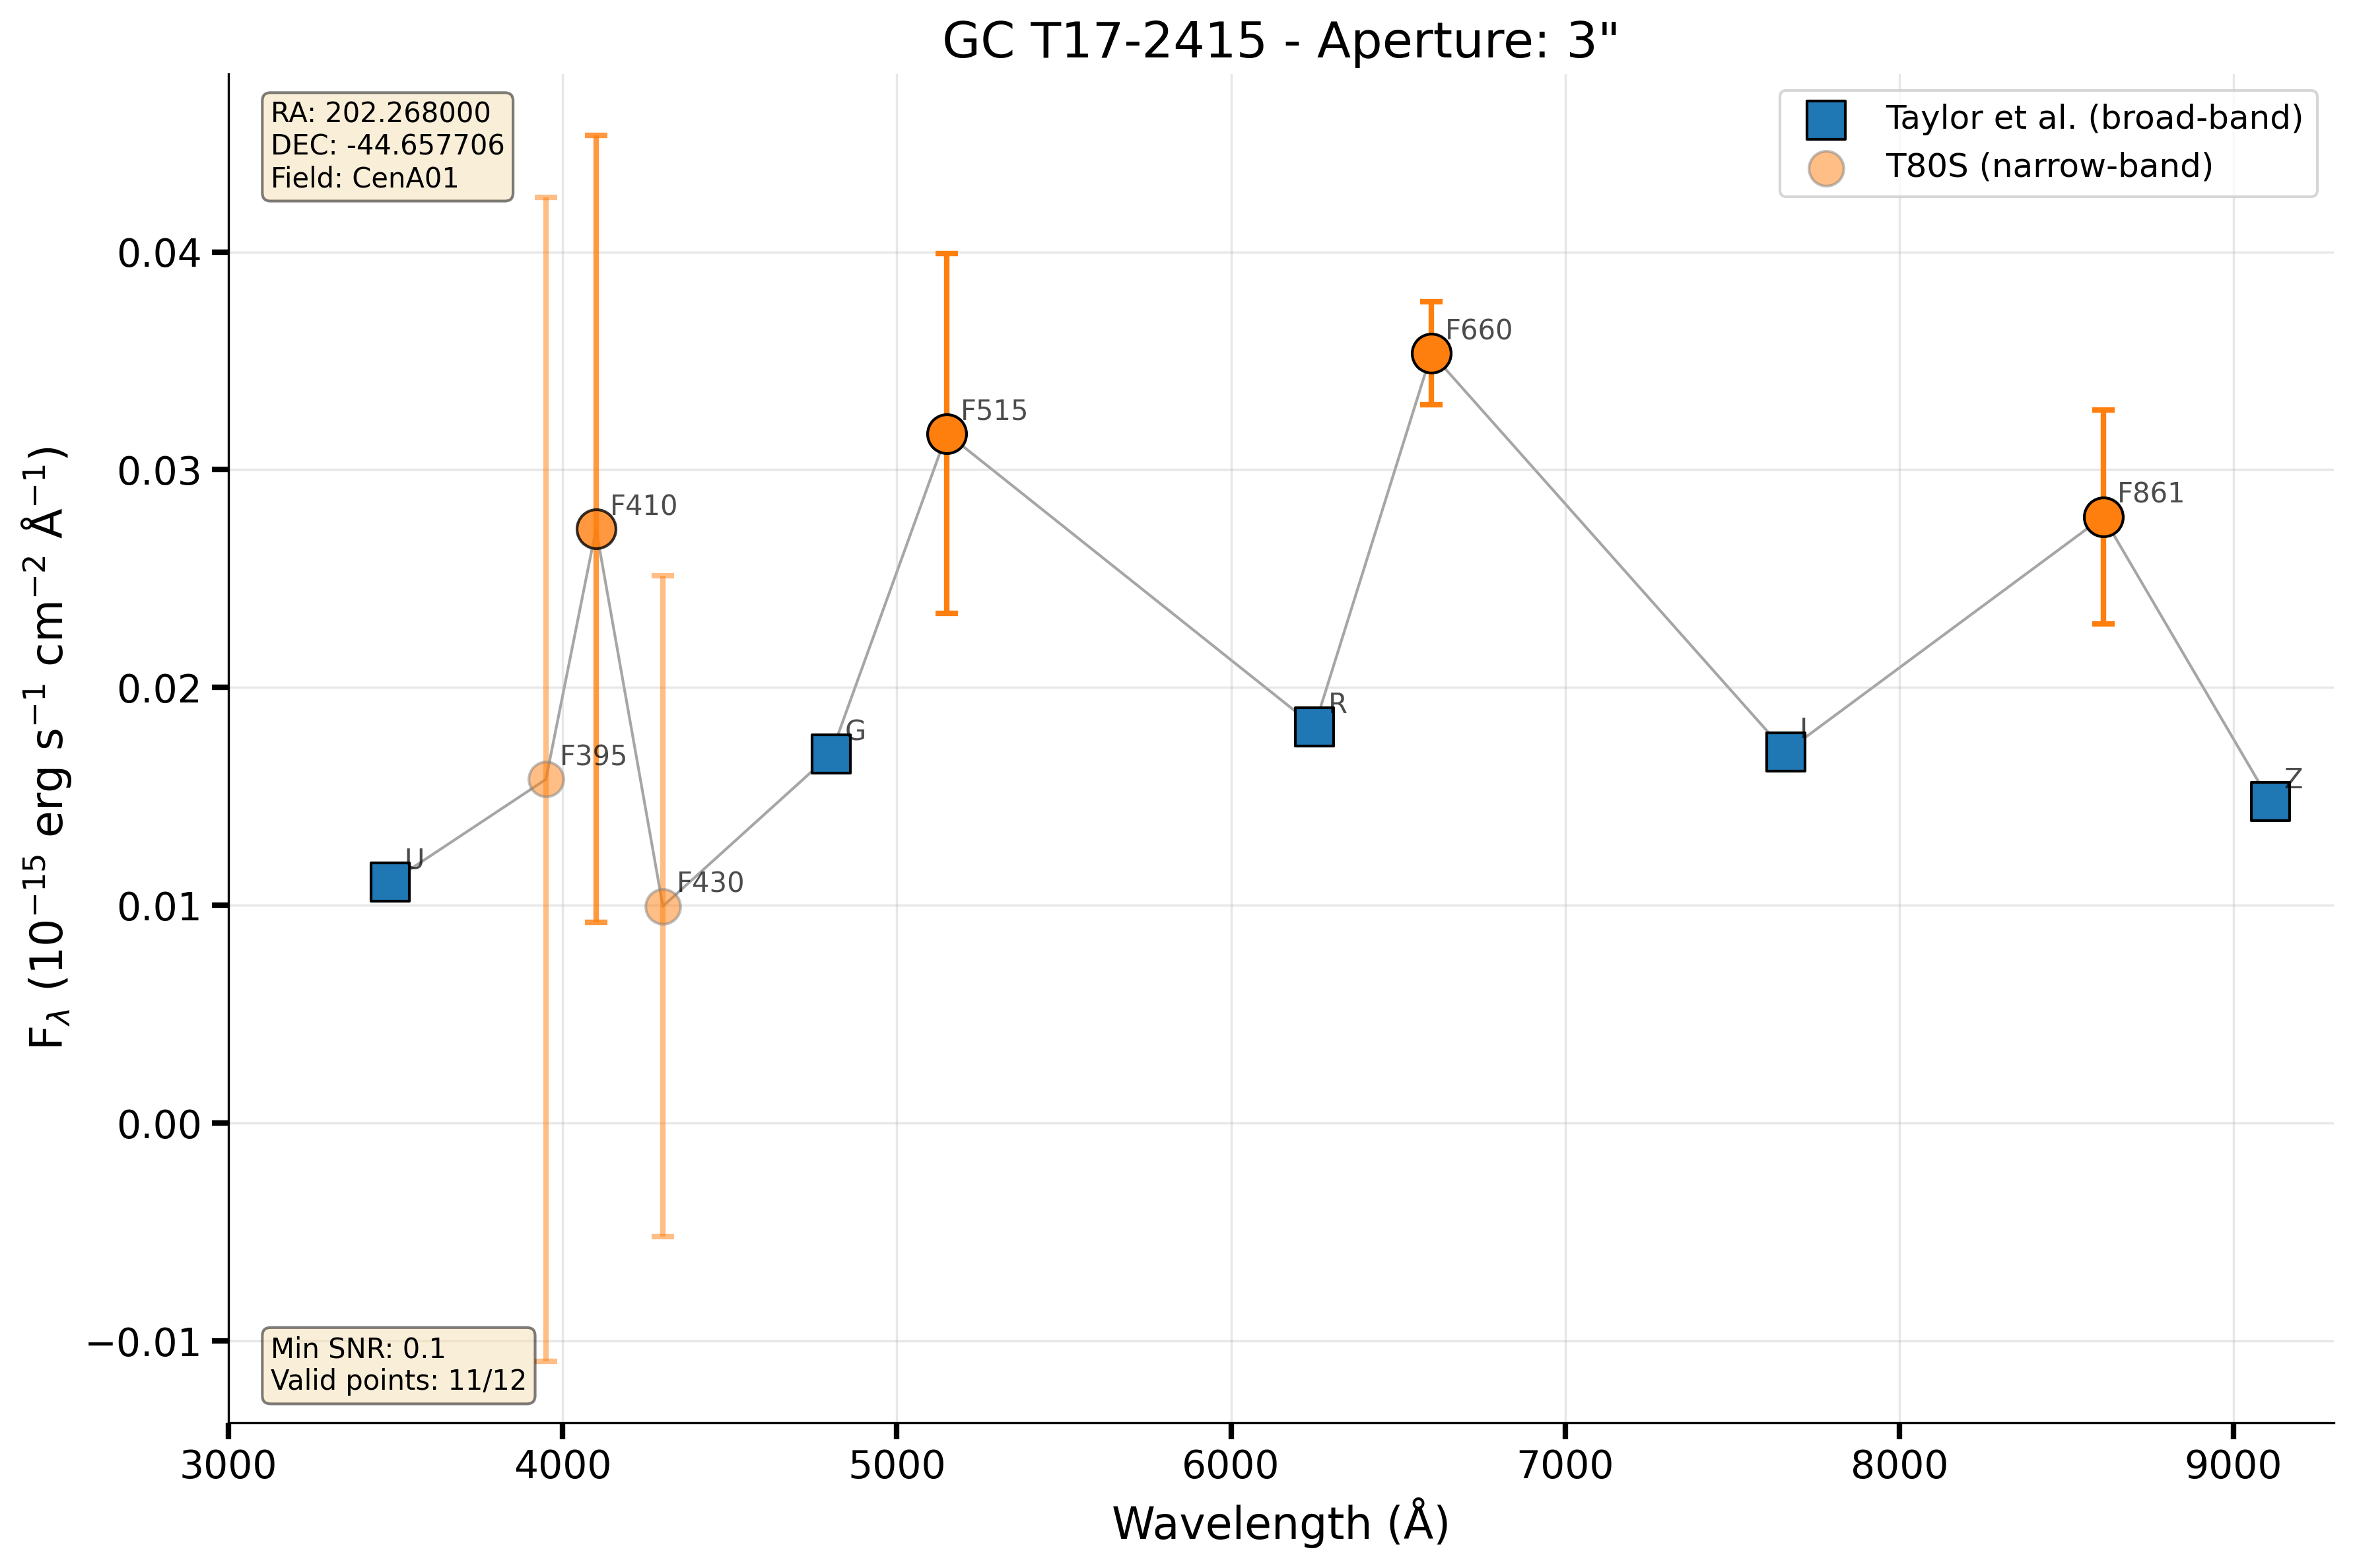 GC T17-2415 - Aperture: 3"
RA: 202.268000
DEC: -44.657706
Field: CenA01
Taylor et al. (broad-band)
T80S (narrow-band)
F$_{\lambda}$ (10$^{-15}$ erg s$^{-1}$ cm$^{-2}$ Å$^{-1}$)
0.04
0.03
0.02
0.01
0.00
−0.01
U
F395
F410
F430
G
F515
R
F660
I
F861
Z
Min SNR: 0.1
Valid points: 11/12
3000 4000 5000 6000 7000 8000 9000
Wavelength (Å)